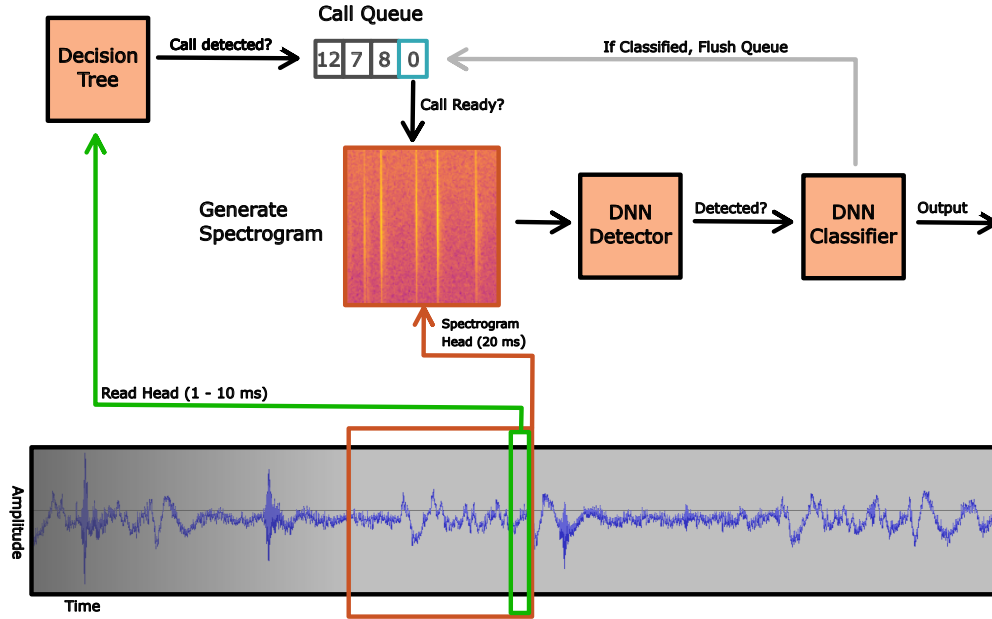 Call Queue
Decision
Tree
Call detected?
12 7 8 0
If Classified, Flush Queue
Call Ready?
Generate
Spectrogram
DNN
Detector
Detected?
DNN
Classifier
Output
Spectrogram
Head (20 ms)
Read Head (1 - 10 ms)
Amplitude
Time